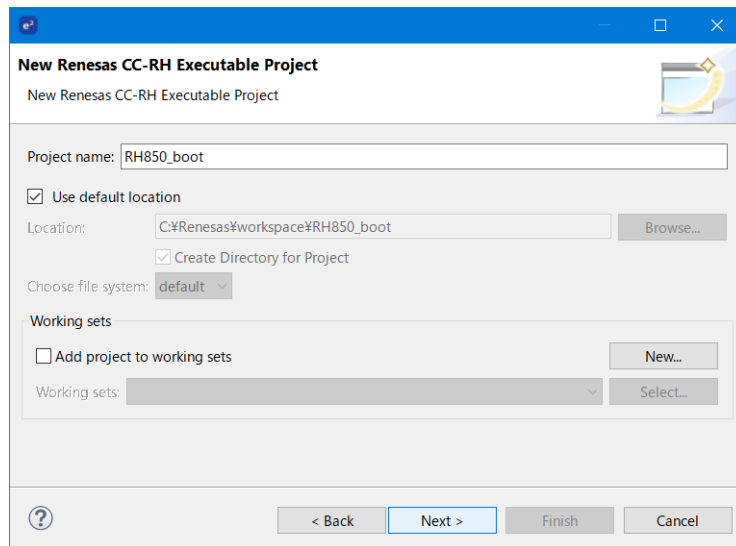 e²
New Renesas CC-RH Executable Project
New Renesas CC-RH Executable Project
Project name: RH850_boot
Use default location
Location: C:¥Renesas¥workspace¥RH850_boot Browse...
Create Directory for Project
Choose file system: default
Working sets
Add project to working sets New...
Working sets: Select...
? < Back Next > Finish Cancel